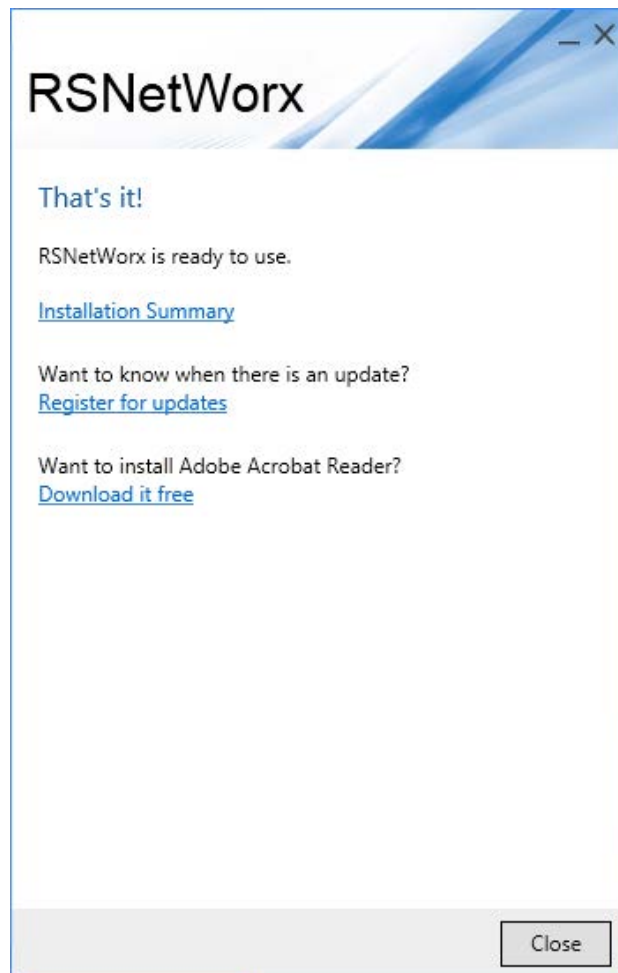 RSNetWorx
That's it!
RSNetWorx is ready to use.
Installation Summary
Want to know when there is an update?
Register for updates
Want to install Adobe Acrobat Reader?
Download it free
Close